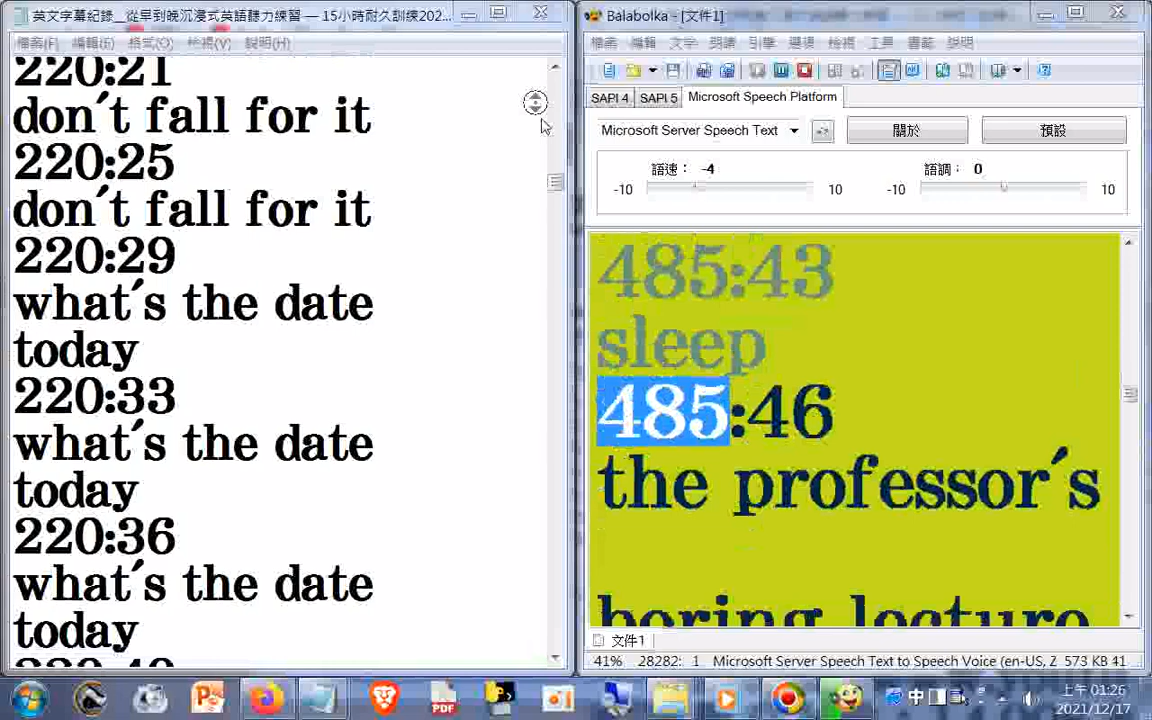 英文字幕紀錄__從早到晚沉浸式英語聽力練習 — 15小時耐久訓練202...
檔案(F) 編輯(E) 格式(O) 檢視(V) 說明(H)
220:21
don't fall for it
220:25
don't fall for it
220:29
what's the date
today
220:33
what's the date
today
220:36
what's the date
today
Balabolka - [文件1]
檔案 編輯 文字 朗讀 引擎 選項 檢視 工具 書籤 說明
SAPI 4 SAPI 5 Microsoft Speech Platform
Microsoft Server Speech Text 關於 預設
語速： -4 語調： 0
-10 10 -10 10
485:43
sleep
485:46
the professor's
boring lecture
文件1
41% 28282: 1 Microsoft Server Speech Text to Speech Voice (en-US, Z 573 KB 41
PDF 中 上午 01:26
2021/12/17